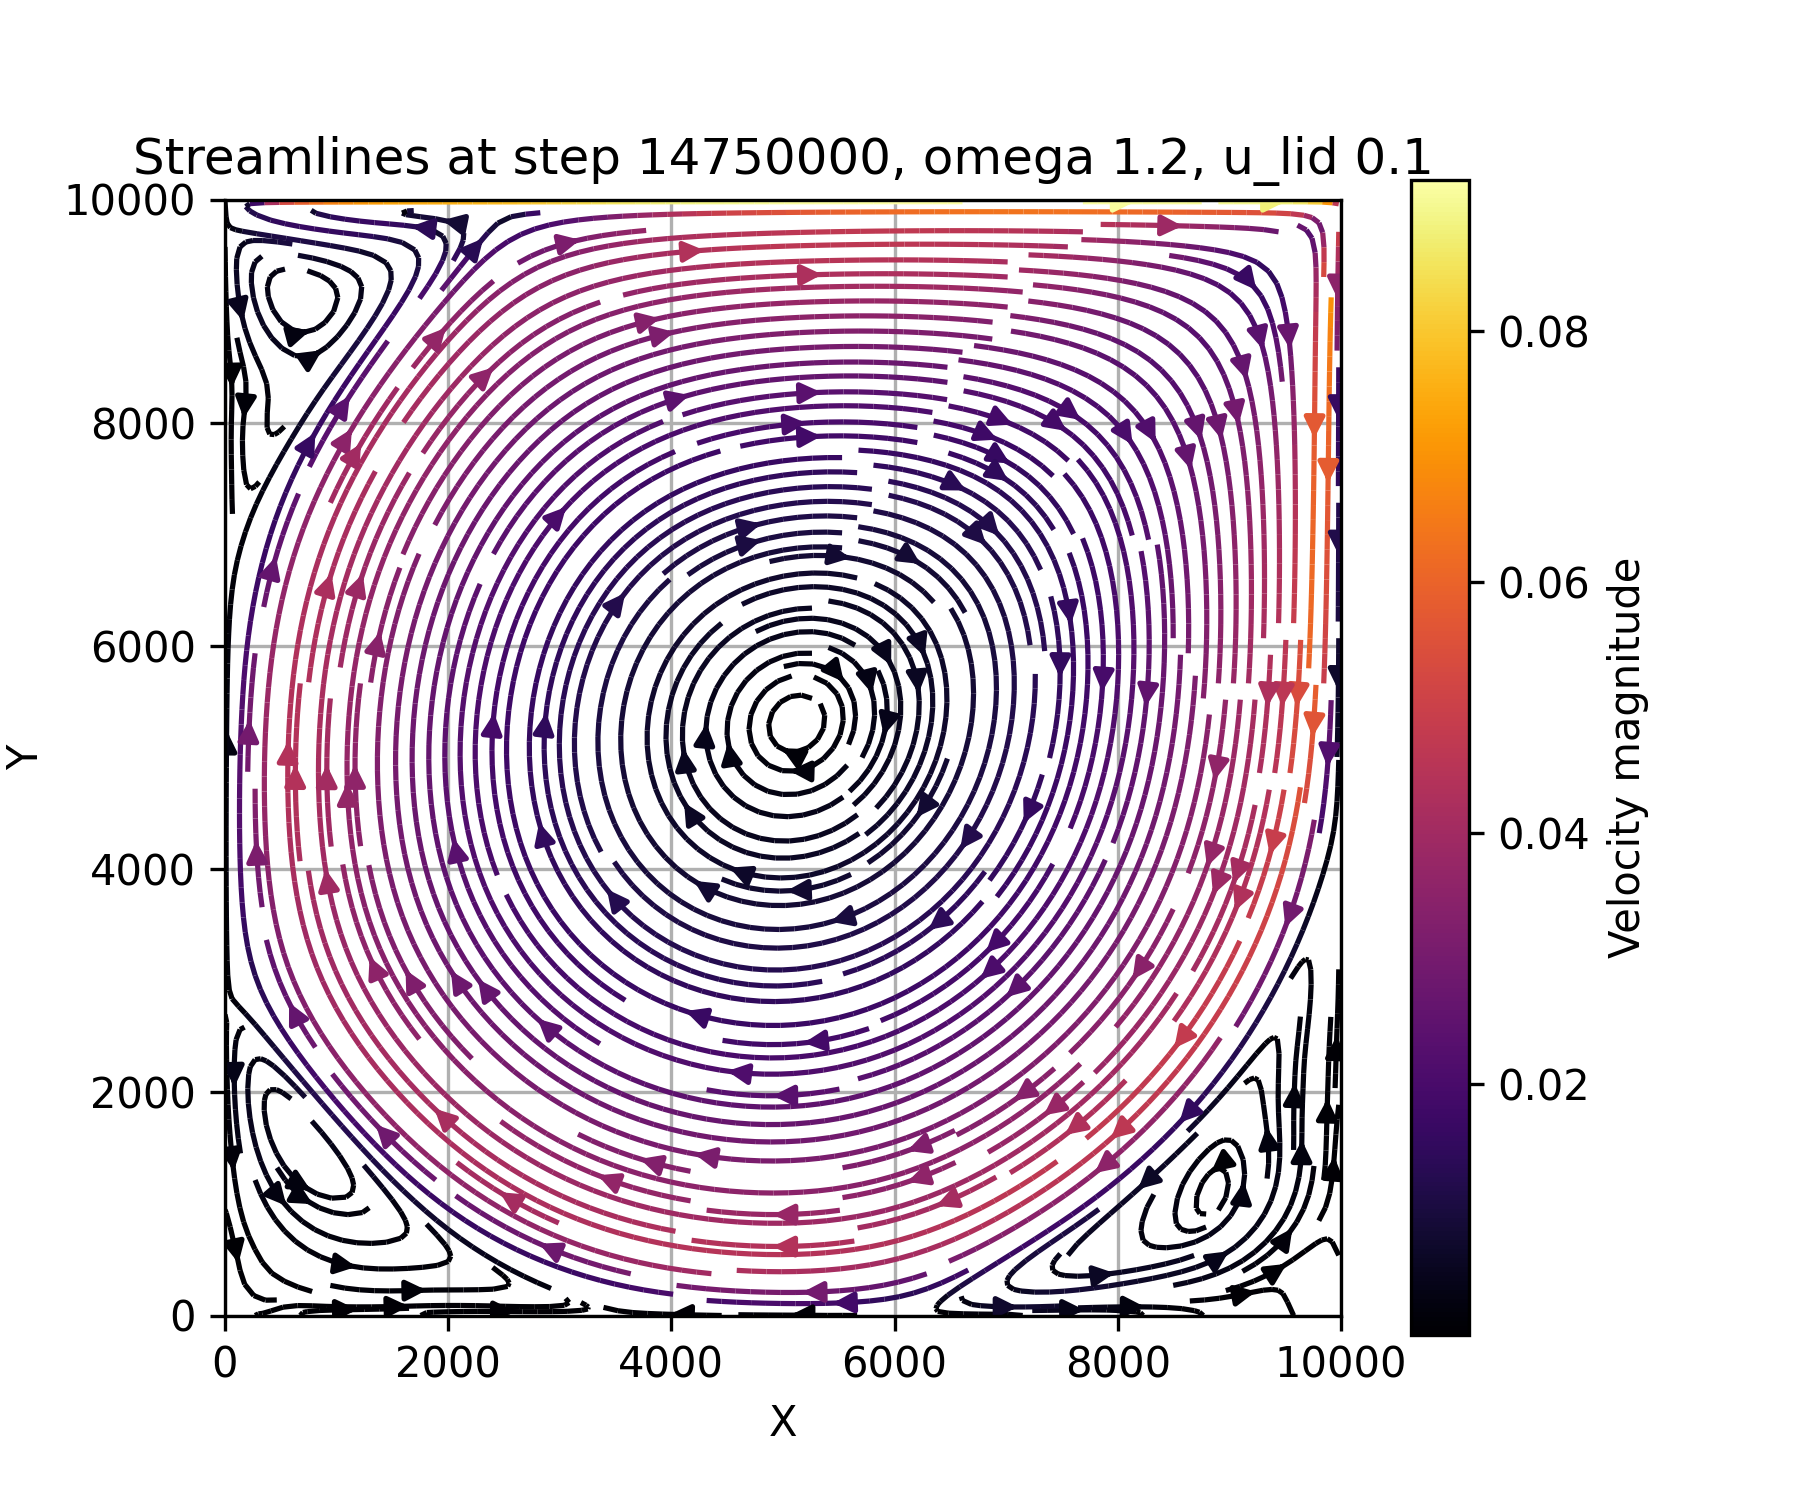 Streamlines at step 14750000, omega 1.2, u_lid 0.1
10000
8000
6000
4000
2000
0
Y
0 2000 4000 6000 8000 10000
X
0.08
0.06
0.04
0.02
Velocity magnitude